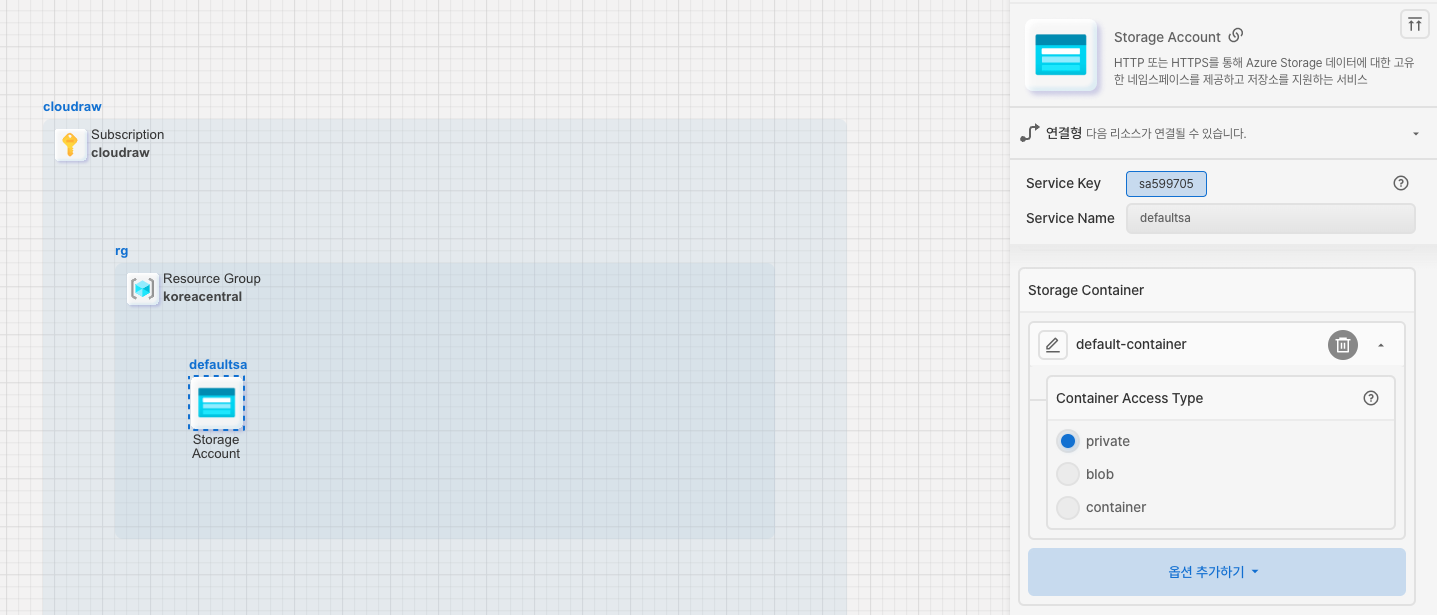 cloudraw
Subscription
cloudraw
rg
Resource Group
koreacentral
defaultsa
Storage
Account
Storage Account
HTTP 또는 HTTPS를 통해 Azure Storage 데이터에 대한 고유
한 네임스페이스를 제공하고 저장소를 지원하는 서비스
연결형 다음 리소스가 연결될 수 있습니다.
Service Key sa599705
Service Name defaultsa
Storage Container
default-container
Container Access Type
private
blob
container
옵션 추가하기